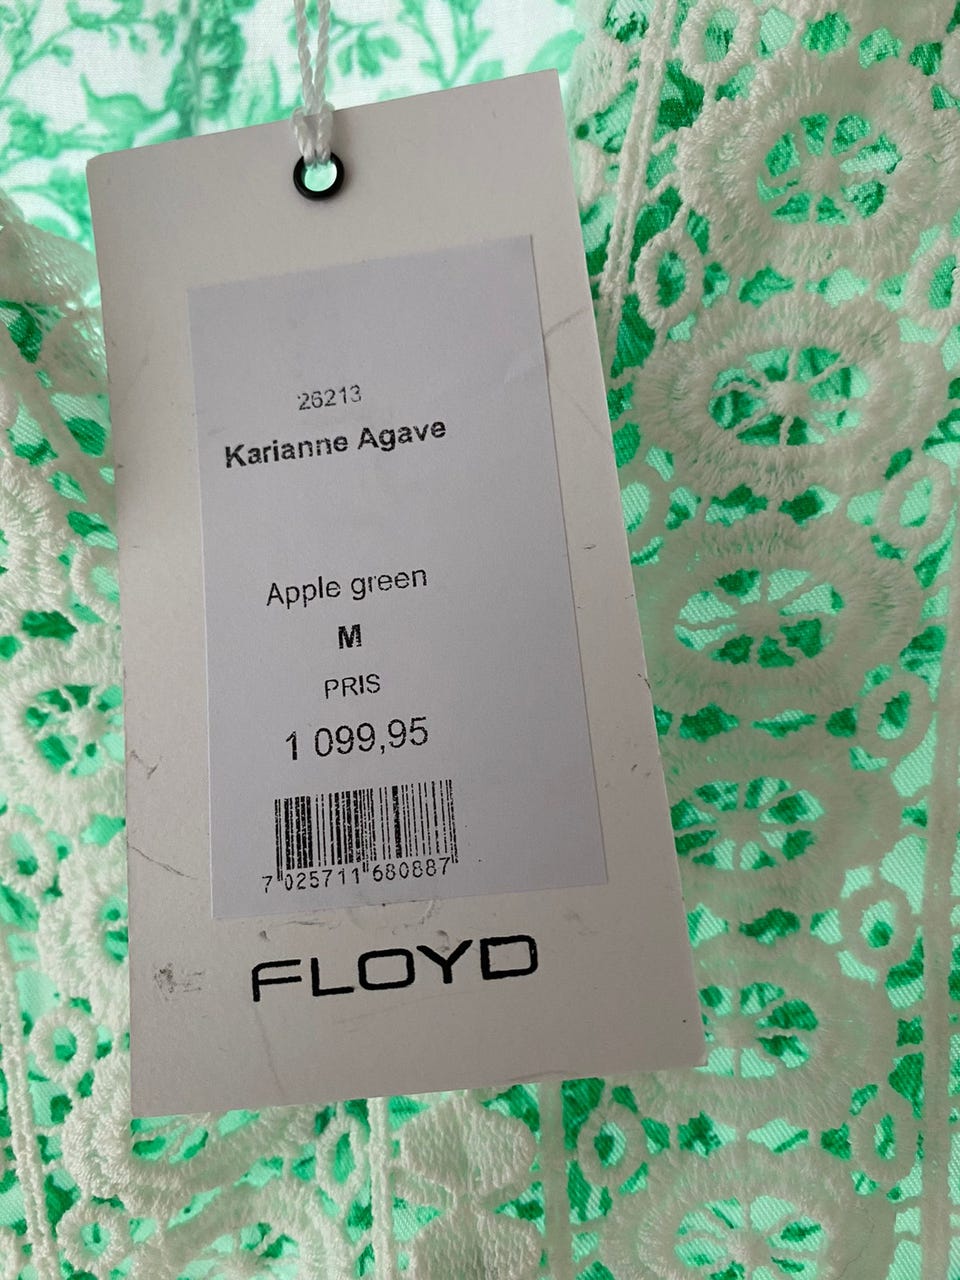 26213
Karianne Agave
Apple green
M
PRIS
1 099,95
7 025711 680887
FLOYD